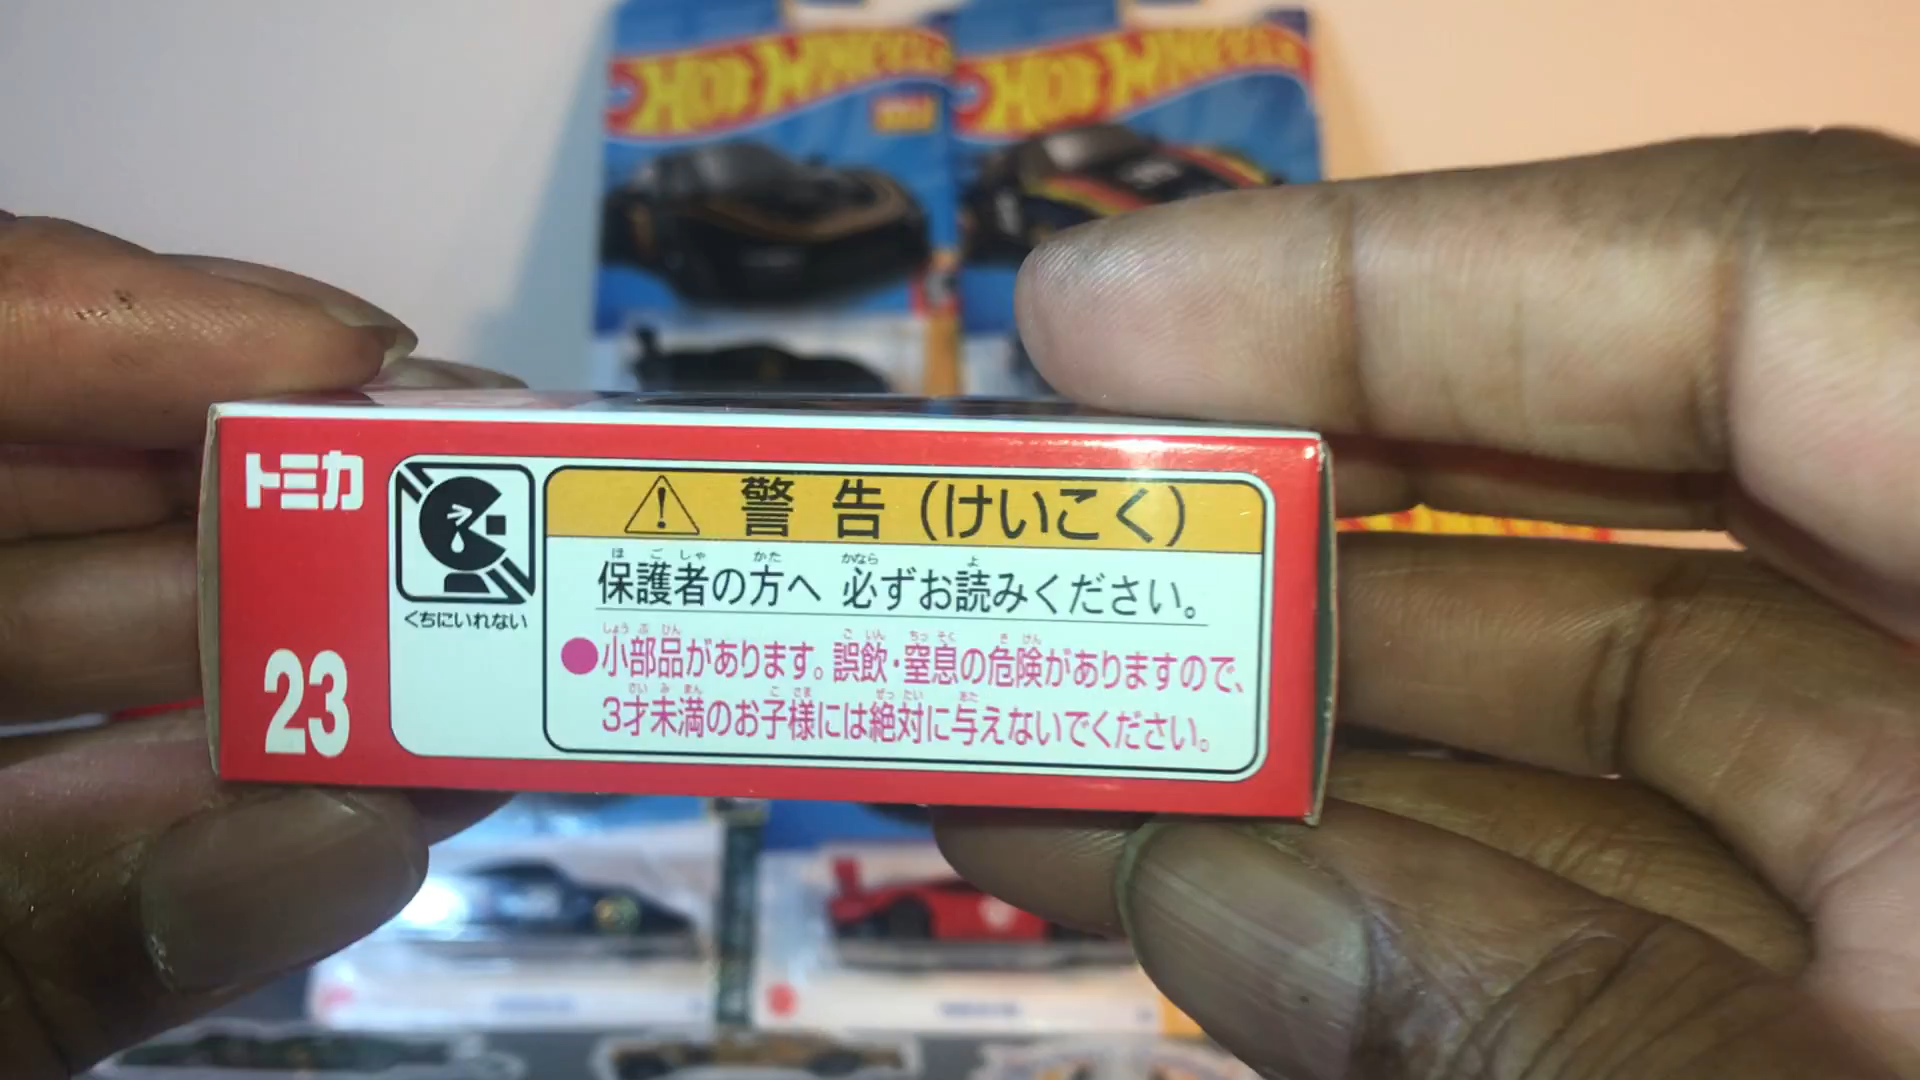 HOT WHEELS
HOT WHEELS
トミカ
23
くちにいれない
警告(けいこく)
ほごしゃ かた かなら よ
保護者の方へ 必ずお読みください。
しょうぶひん ごいん ちっそく きけん
●小部品があります。誤飲・窒息の危険がありますので、
さいみまん こさま ぜったい あた
3才未満のお子様には絶対に与えないでください。